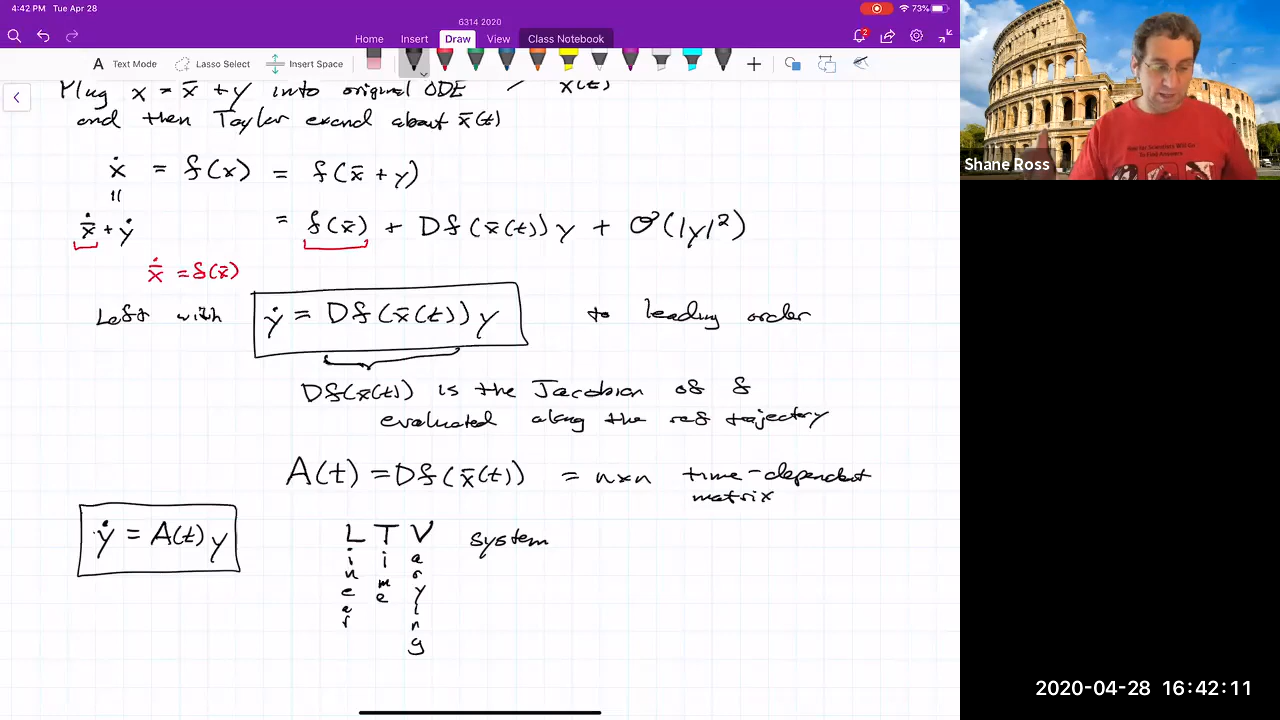 4:42 PM Tue Apr 28
73%
6314 2020
Home Insert Draw View Class Notebook
2
Text Mode Lasso Select Insert Space
Plug x = x̄ + y into original ODE x̄(t)
and then Taylor exand about x̄(t)
ẋ = f(x) = f(x̄ + y)
"
ẋ̄ + ẏ = f(x̄) + Df(x̄(t)) y + O(|y|²)
ẋ̄ = f(x̄)
Left with ẏ = Df(x̄(t)) y to leading order
Df(x̄(t)) is the Jacobian of f
evaluated along the ref trajectory
A(t) = Df(x̄(t)) = n×n time-dependent
matrix
ẏ = A(t) y
Linear Time Varying system
Shane Ross
2020-04-28 16:42:11